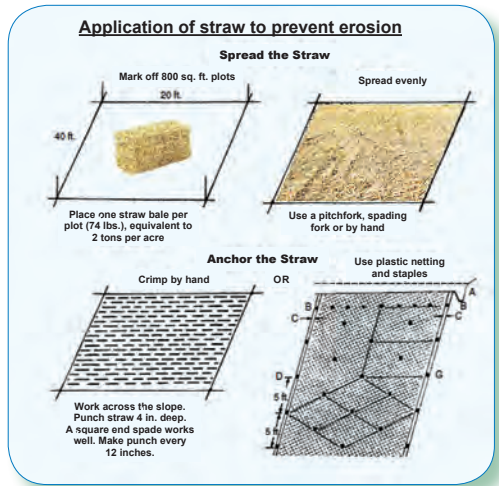 Application of straw to prevent erosion
Spread the Straw
Mark off 800 sq. ft. plots
20 ft.
40 ft.
Place one straw bale per
plot (74 lbs.), equivalent to
2 tons per acre
Spread evenly
Use a pitchfork, spading
fork or by hand
Anchor the Straw
Crimp by hand
OR
Use plastic netting
and staples
Work across the slope.
Punch straw 4 in. deep.
A square end spade works
well. Make punch every
12 inches.
A
B
B
C
C
D
G
5 ft.
5 ft.